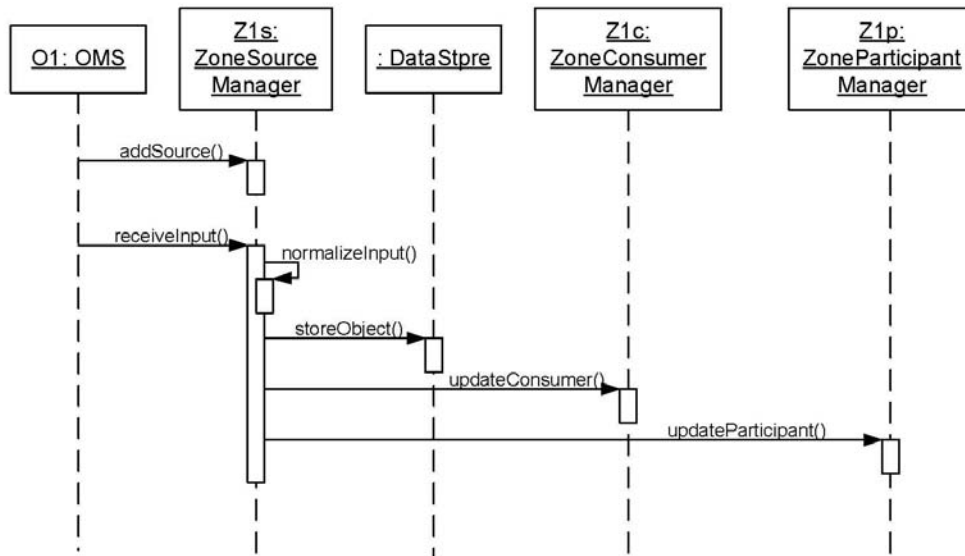 O1: OMS
Z1s:
ZoneSource
Manager
: DataStpre
Z1c:
ZoneConsumer
Manager
Z1p:
ZoneParticipant
Manager
addSource()
receiveInput()
normalizeInput()
storeObject()
updateConsumer()
updateParticipant()